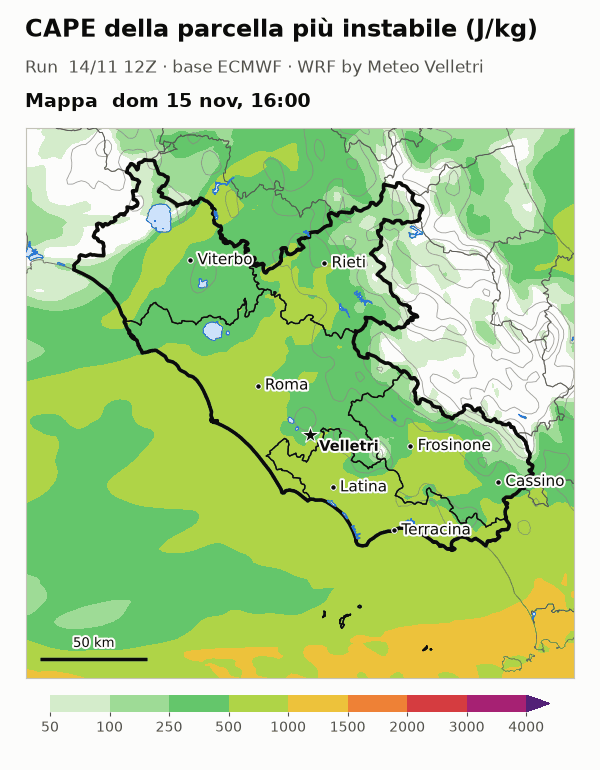 CAPE della parcella più instabile (J/kg)
Run  14/11 12Z · base ECMWF · WRF by Meteo Velletri
Mappa  dom 15 nov, 16:00
Viterbo
Rieti
Roma
Velletri
Frosinone
Cassino
Latina
Terracina
50 km
50 100 250 500 1000 1500 2000 3000 4000